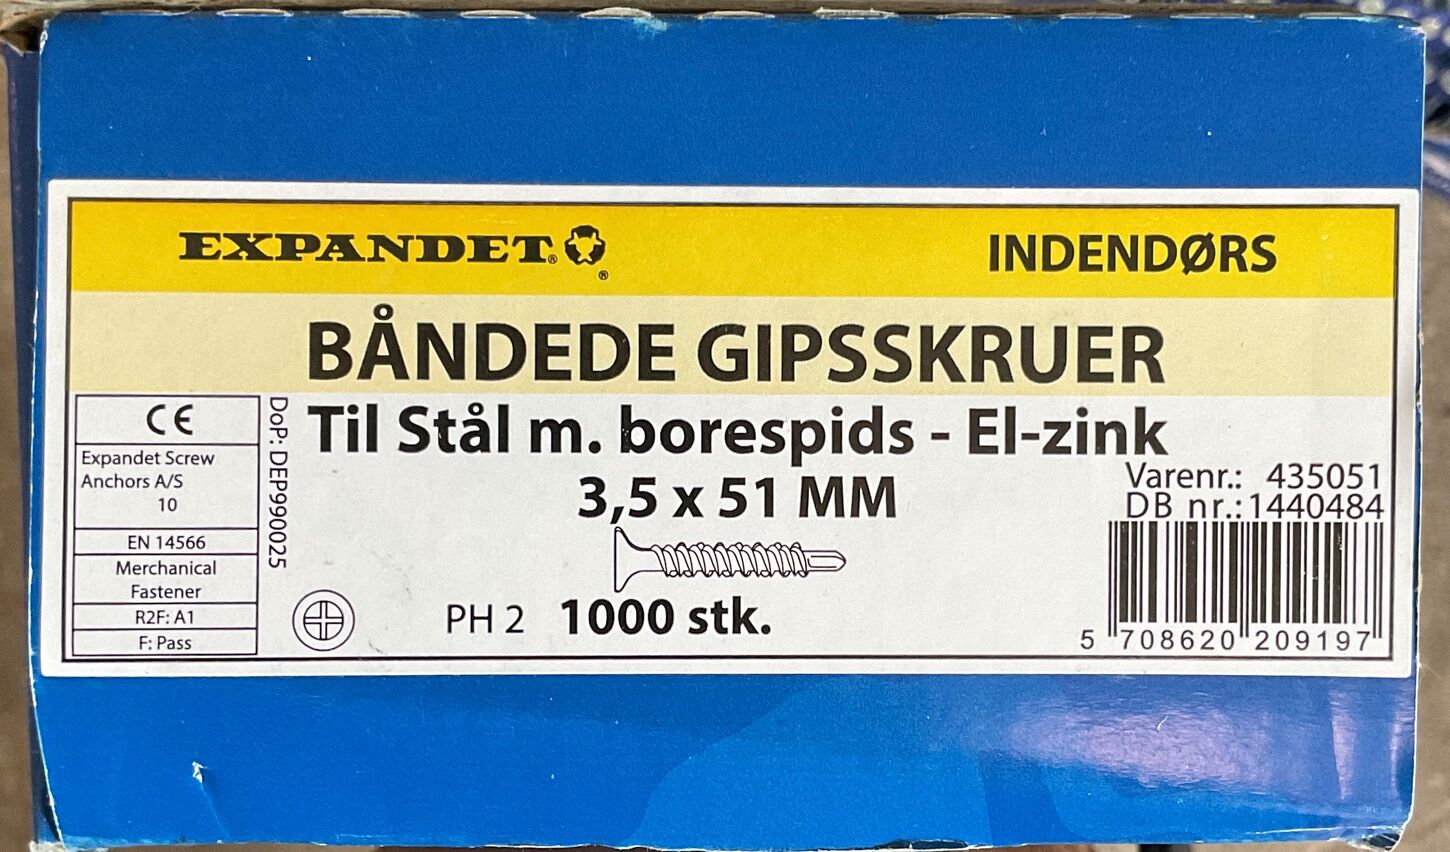 EXPANDET® ®
INDENDØRS
BÅNDEDE GIPSSKRUER
Til Stål m. borespids - El-zink
3,5 x 51 MM
Varenr.: 435051
DB nr.:1440484
CE
Expandet Screw
Anchors A/S
10
EN 14566
Merchanical
Fastener
R2F: A1
F: Pass
DoP: DEP990025
PH 2 1000 stk.
5 708620 209197